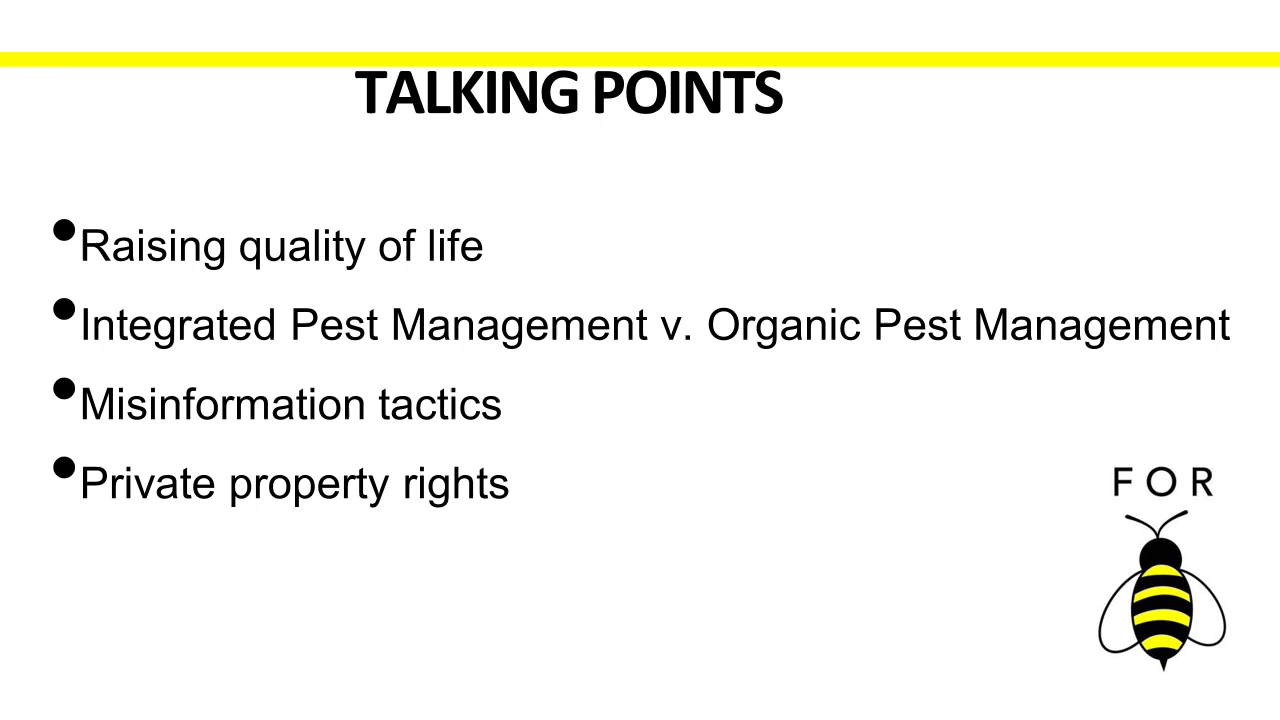 TALKING POINTS
•Raising quality of life
•Integrated Pest Management v. Organic Pest Management
•Misinformation tactics
•Private property rights
FOR